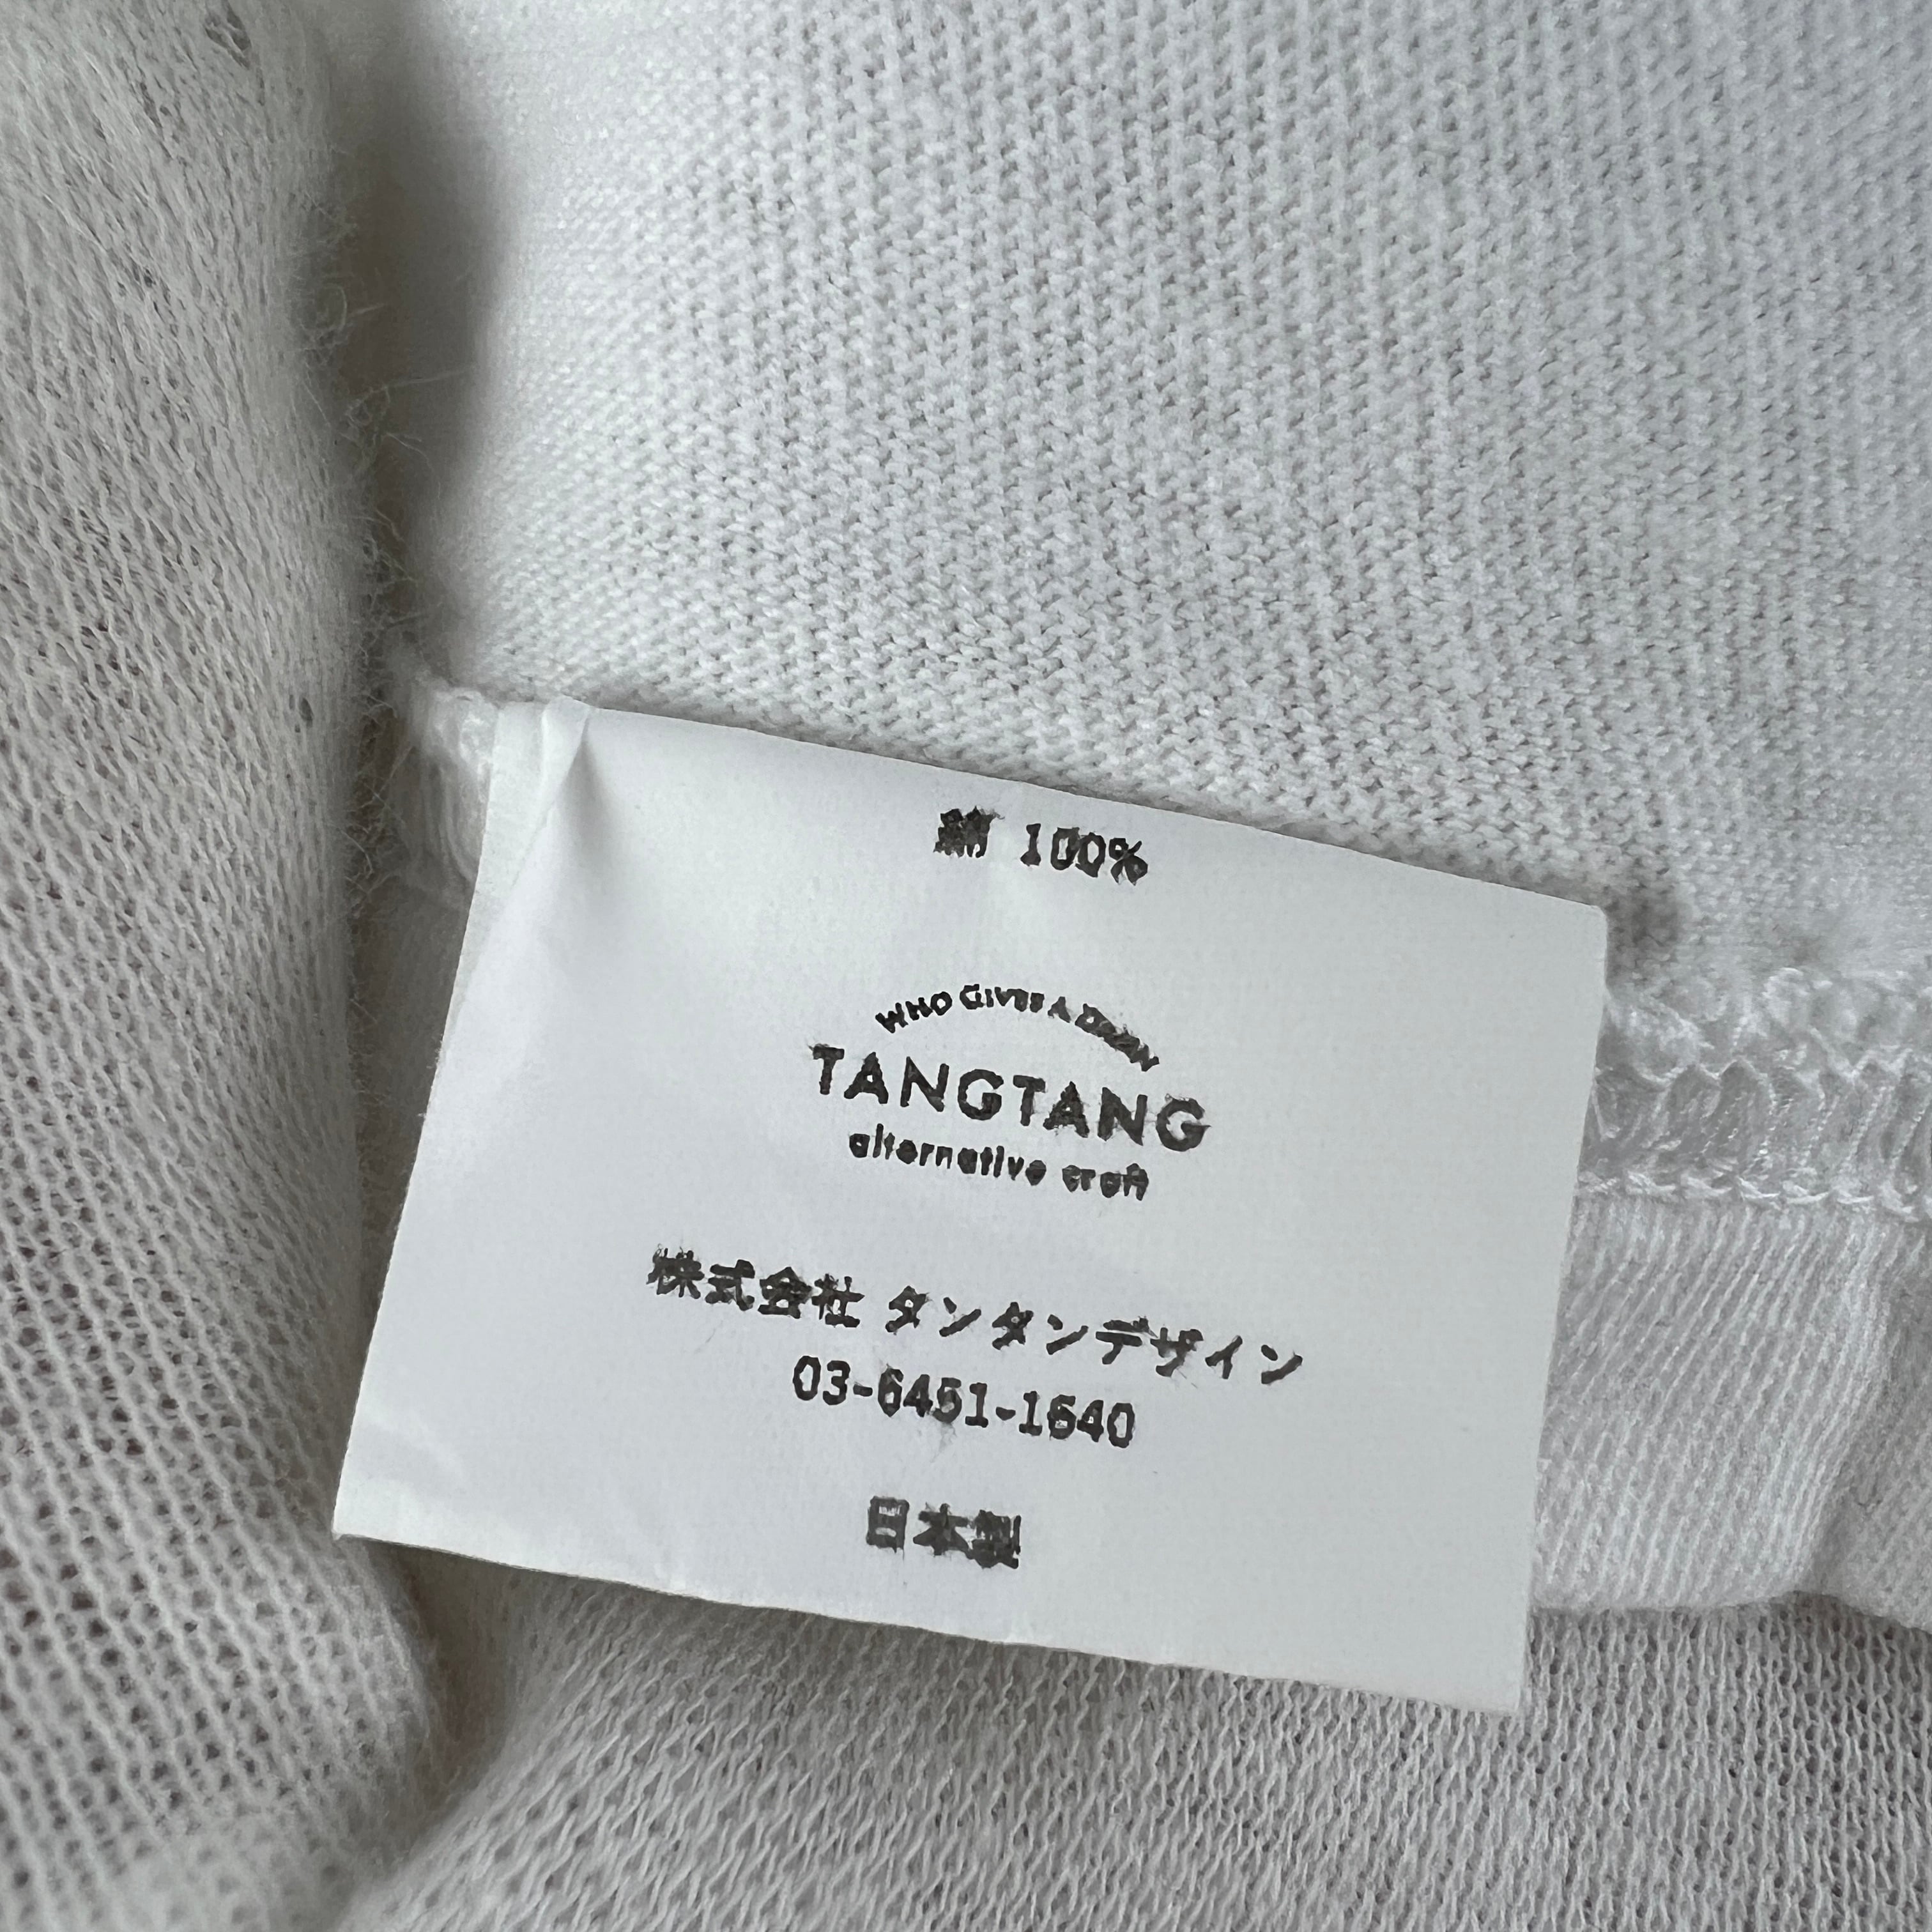 綿 100%
WHO GIVES A DAMN
TANGTANG
alternative craft
株式会社 タンタンデザイン
03-6451-1640
日本製